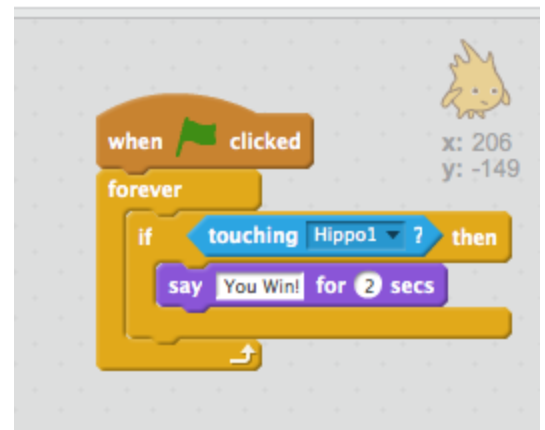 when clicked
x: 206
y: -149
forever
if touching Hippo1 ? then
say You Win! for 2 secs